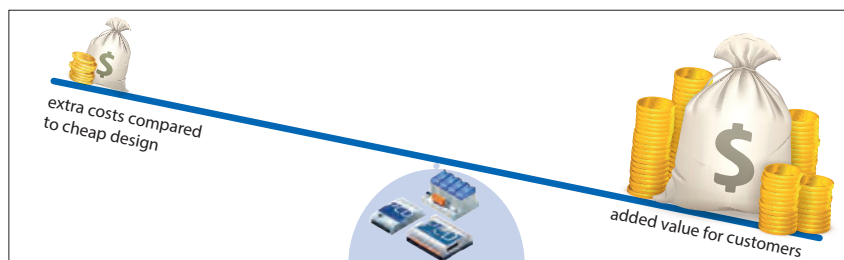 $
extra costs compared
to cheap design
$
added value for customers